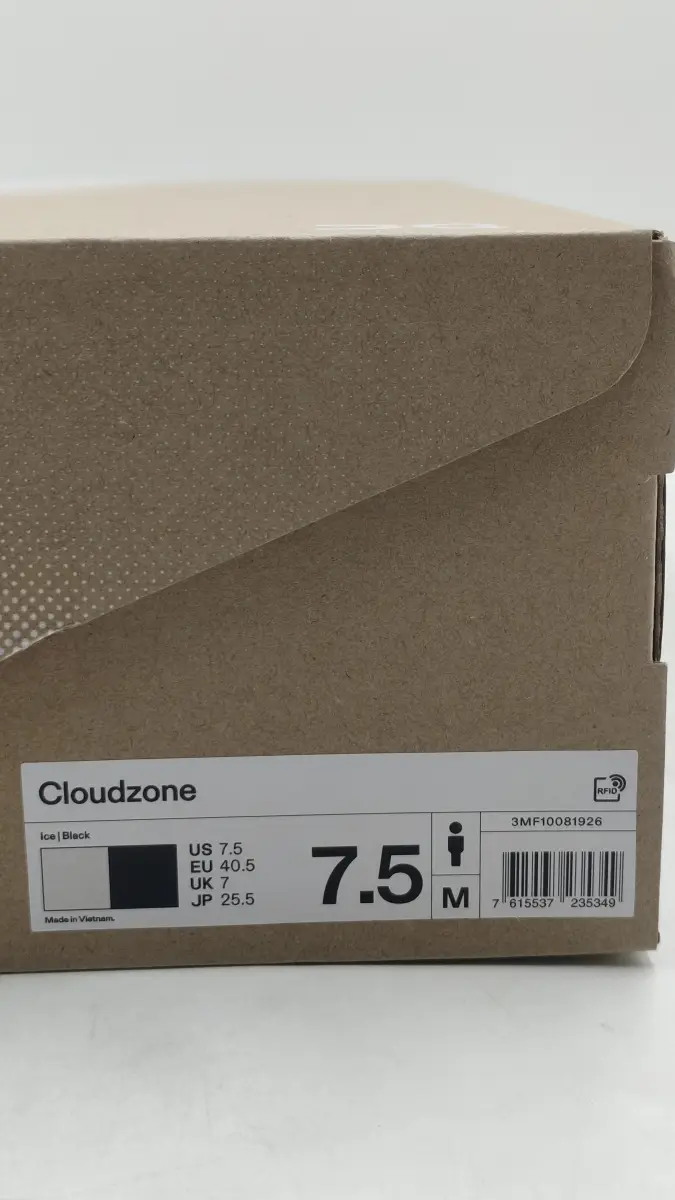 Cloudzone
RFID
Ice | Black
US 7.5
EU 40.5
UK 7
JP 25.5
Made in Vietnam.
7.5
M
3MF10081926
7 615537 235349